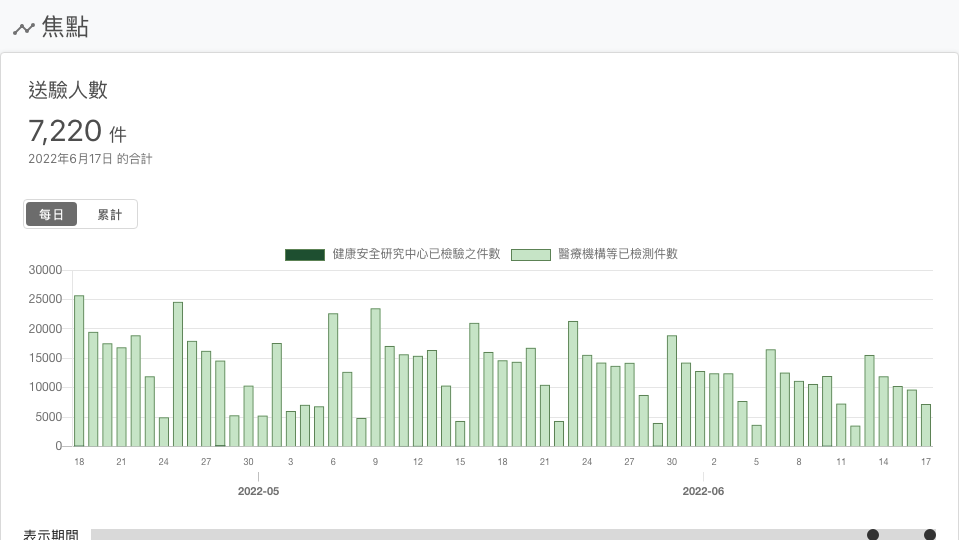 焦點
送驗人數
7,220 件
2022年6月17日 的合計
每日 累計
健康安全研究中心已檢驗之件數 醫療機構等已檢測件數
30000
25000
20000
15000
10000
5000
0
18 21 24 27 30 3 6 9 12 15 18 21 24 27 30 2 5 8 11 14 17
2022-05 2022-06
表示期間